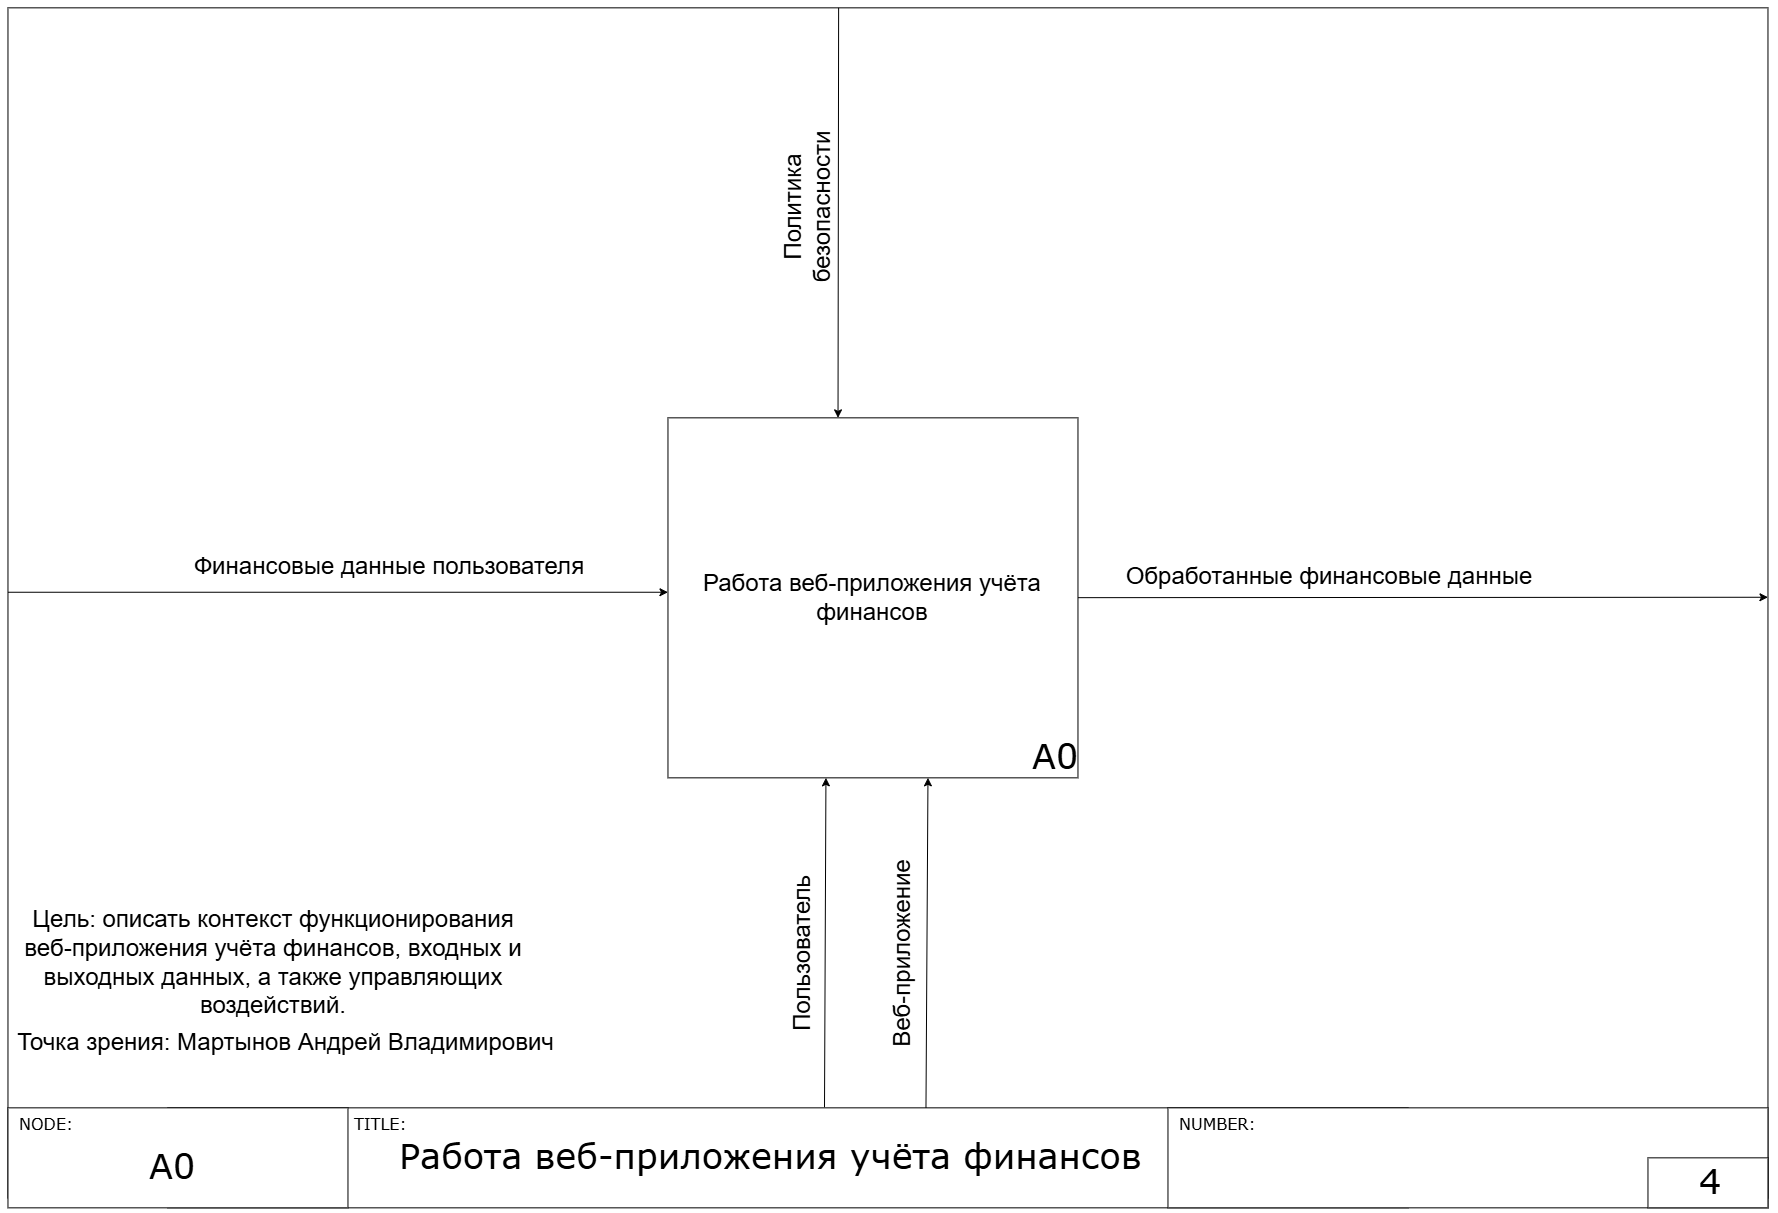 Политика
безопасности
Финансовые данные пользователя
Работа веб-приложения учёта
финансов
A0
Обработанные финансовые данные
Пользователь
Веб-приложение
Цель: описать контекст функционирования
веб-приложения учёта финансов, входных и
выходных данных, а также управляющих
воздействий.
Точка зрения: Мартынов Андрей Владимирович
NODE:
A0
TITLE:
Работа веб-приложения учёта финансов
NUMBER:
4